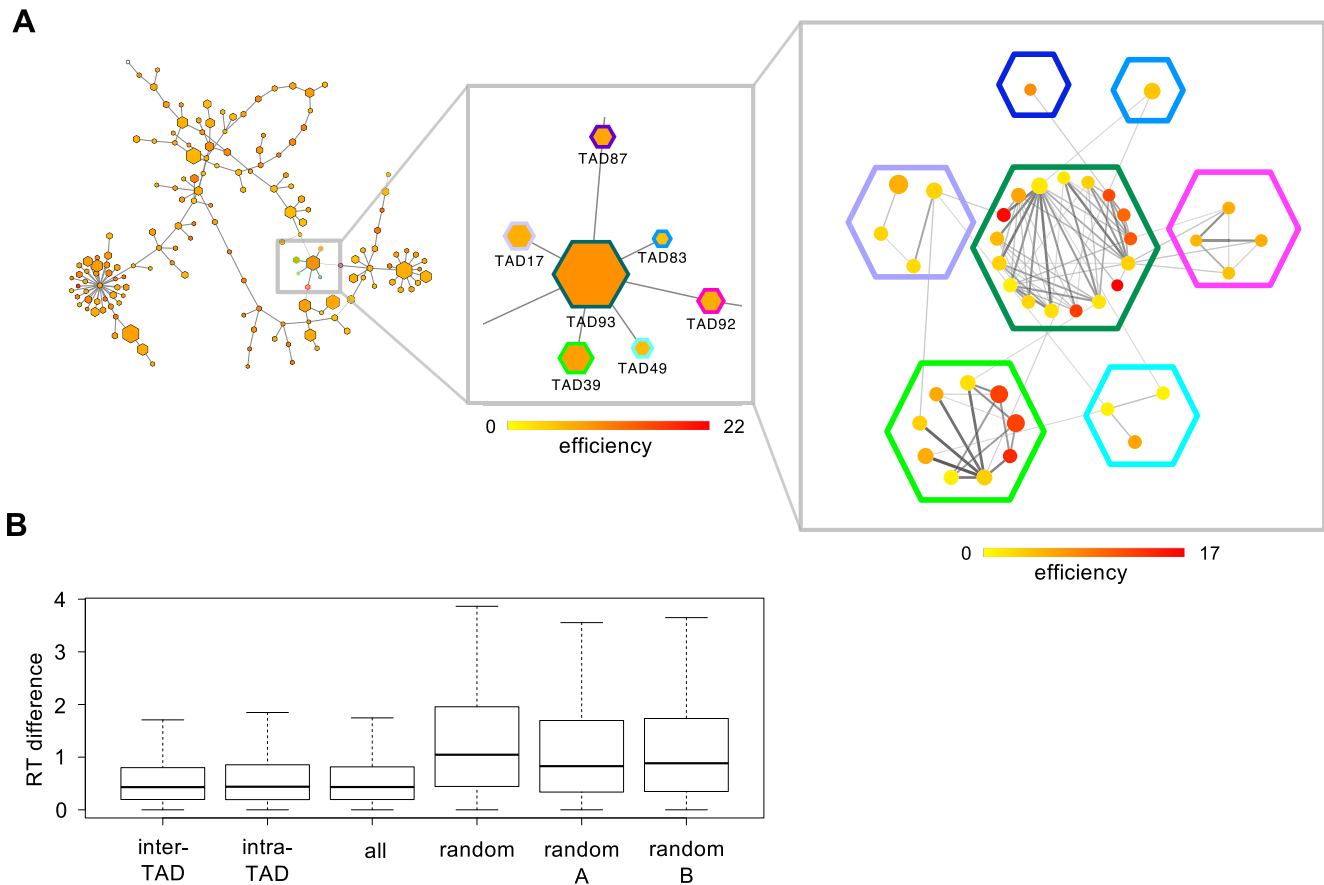 A
TAD87
TAD17
TAD83
TAD93
TAD92
TAD49
TAD39
0 22
efficiency
0 17
efficiency
B
RT difference
4
3
2
1
0
inter-
TAD
intra-
TAD
all
random
random
A
random
B